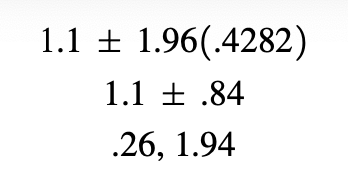 1.1 ± 1.96(.4282)
1.1 ± .84
.26, 1.94